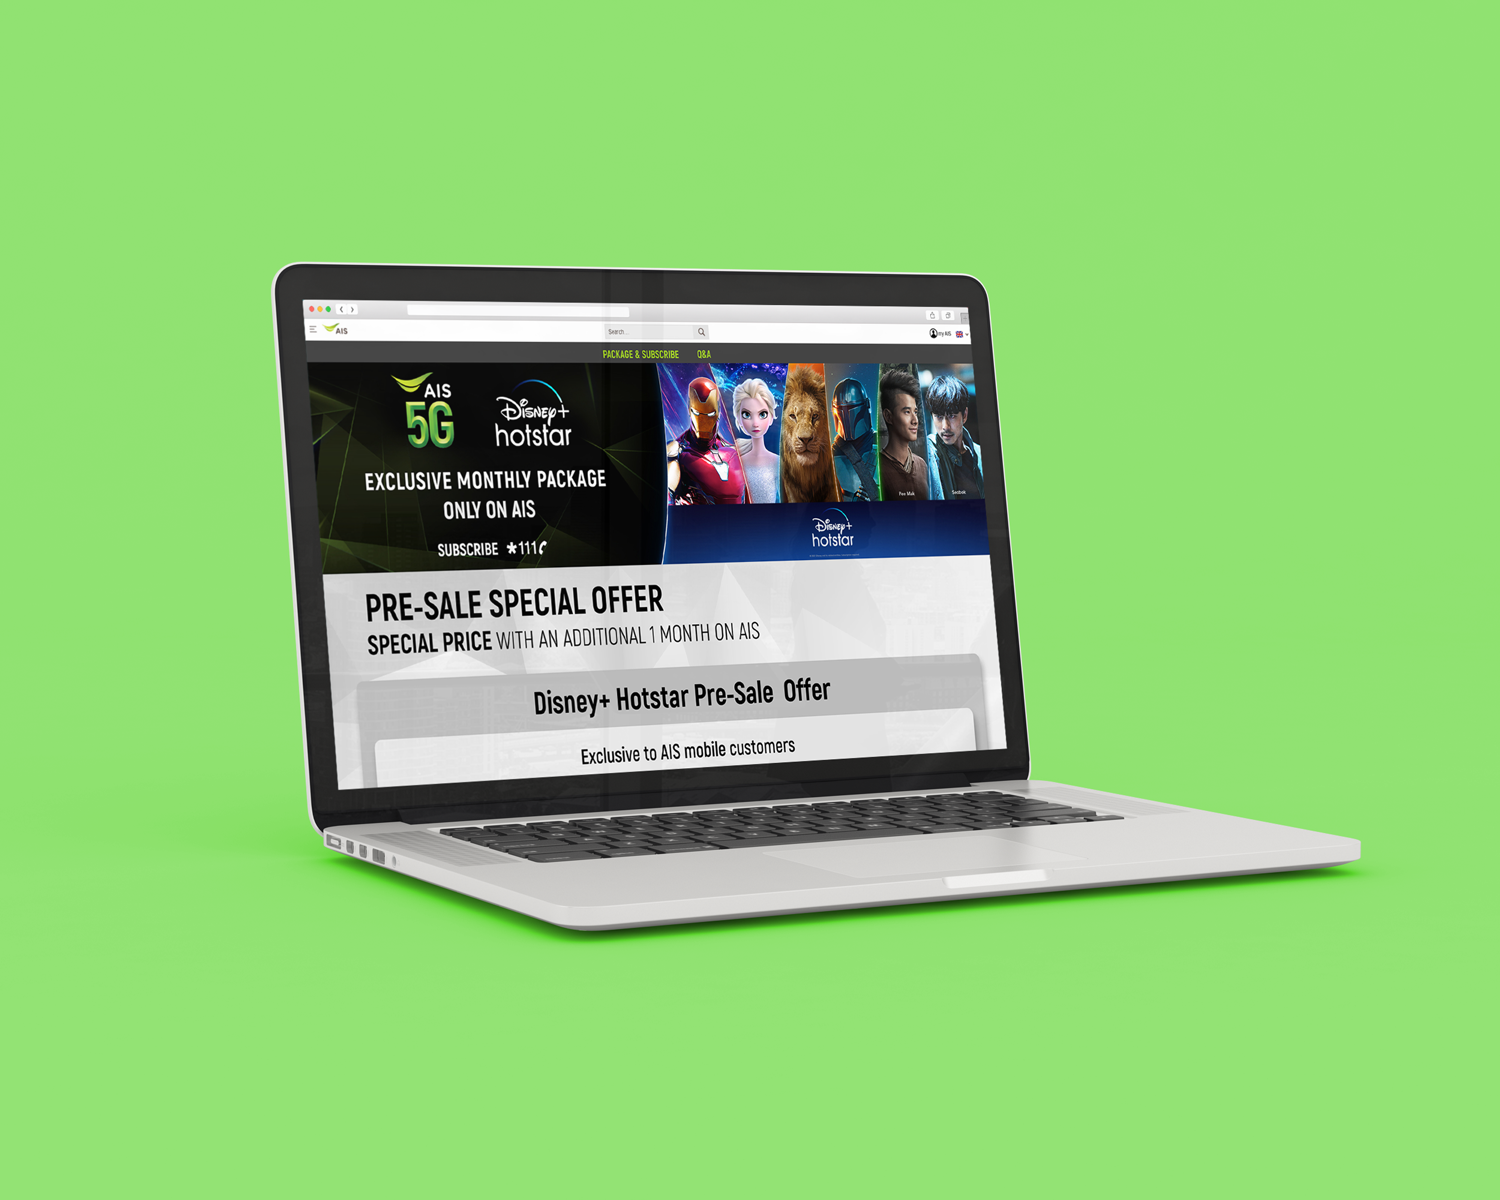 AIS
Search...
my AIS
PACKAGE & SUBSCRIBE Q&A
AIS
5G
Disney+
hotstar
EXCLUSIVE MONTHLY PACKAGE
ONLY ON AIS
SUBSCRIBE *111
Pee Mak
Disney+
hotstar
PRE-SALE SPECIAL OFFER
SPECIAL PRICE WITH AN ADDITIONAL 1 MONTH ON AIS
Disney+ Hotstar Pre-Sale Offer
Exclusive to AIS mobile customers